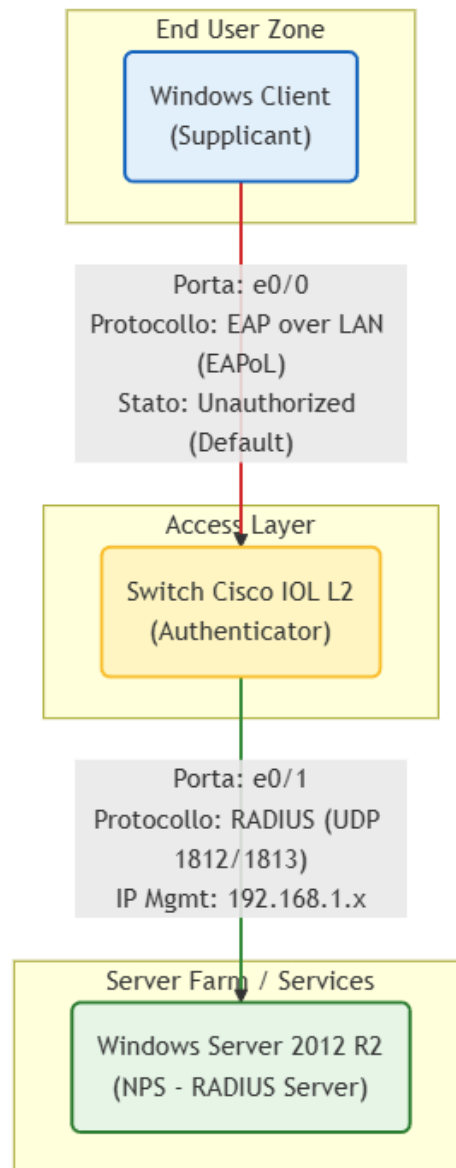 End User Zone
Windows Client
(Supplicant)
Porta: e0/0
Protocollo: EAP over LAN
(EAPoL)
Stato: Unauthorized
(Default)
Access Layer
Switch Cisco IOL L2
(Authenticator)
Porta: e0/1
Protocollo: RADIUS (UDP
1812/1813)
IP Mgmt: 192.168.1.x
Server Farm / Services
Windows Server 2012 R2
(NPS - RADIUS Server)